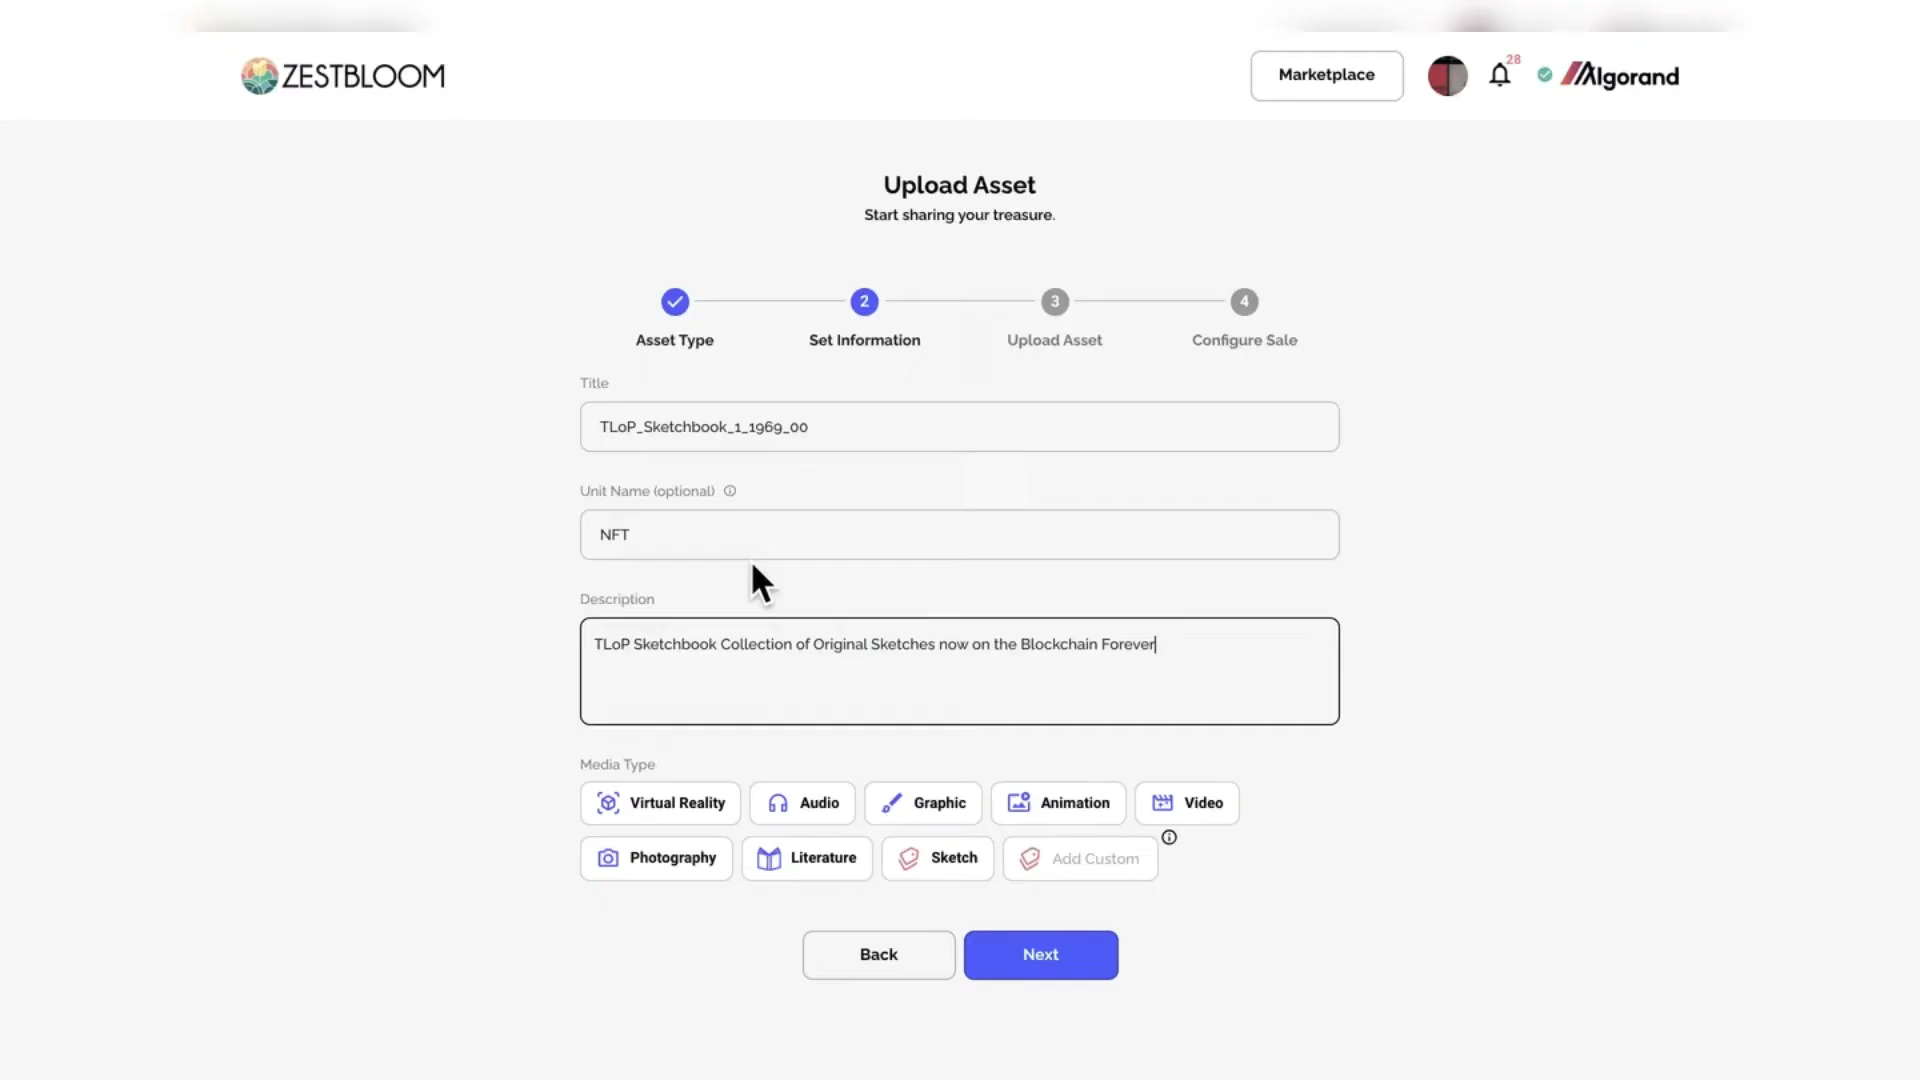 ZESTBLOOM
Marketplace
28
Algorand
Upload Asset
Start sharing your treasure.
2
3
4
Asset Type
Set Information
Upload Asset
Configure Sale
Title
TLoP_Sketchbook_1_1969_00
Unit Name (optional)
NFT
Description
TLoP Sketchbook Collection of Original Sketches now on the Blockchain Forever
Media Type
Virtual Reality
Audio
Graphic
Animation
Video
Photography
Literature
Sketch
Add Custom
Back
Next